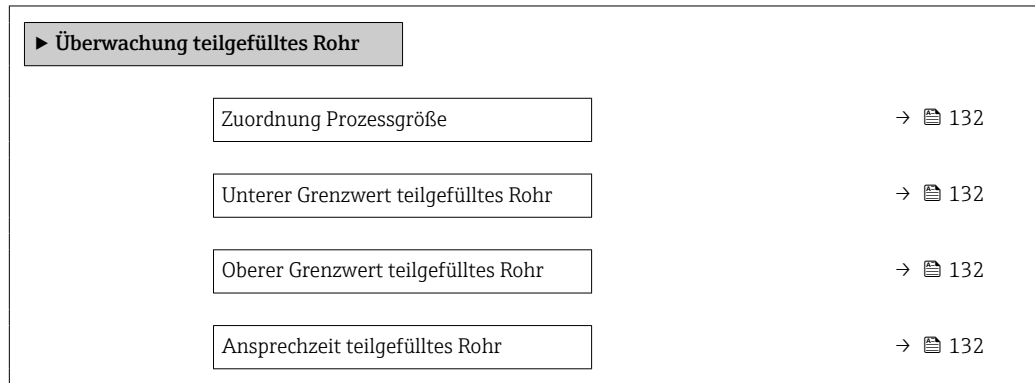 ▶ Überwachung teilgefülltes Rohr
Zuordnung Prozessgröße → 132
Unterer Grenzwert teilgefülltes Rohr → 132
Oberer Grenzwert teilgefülltes Rohr → 132
Ansprechzeit teilgefülltes Rohr → 132